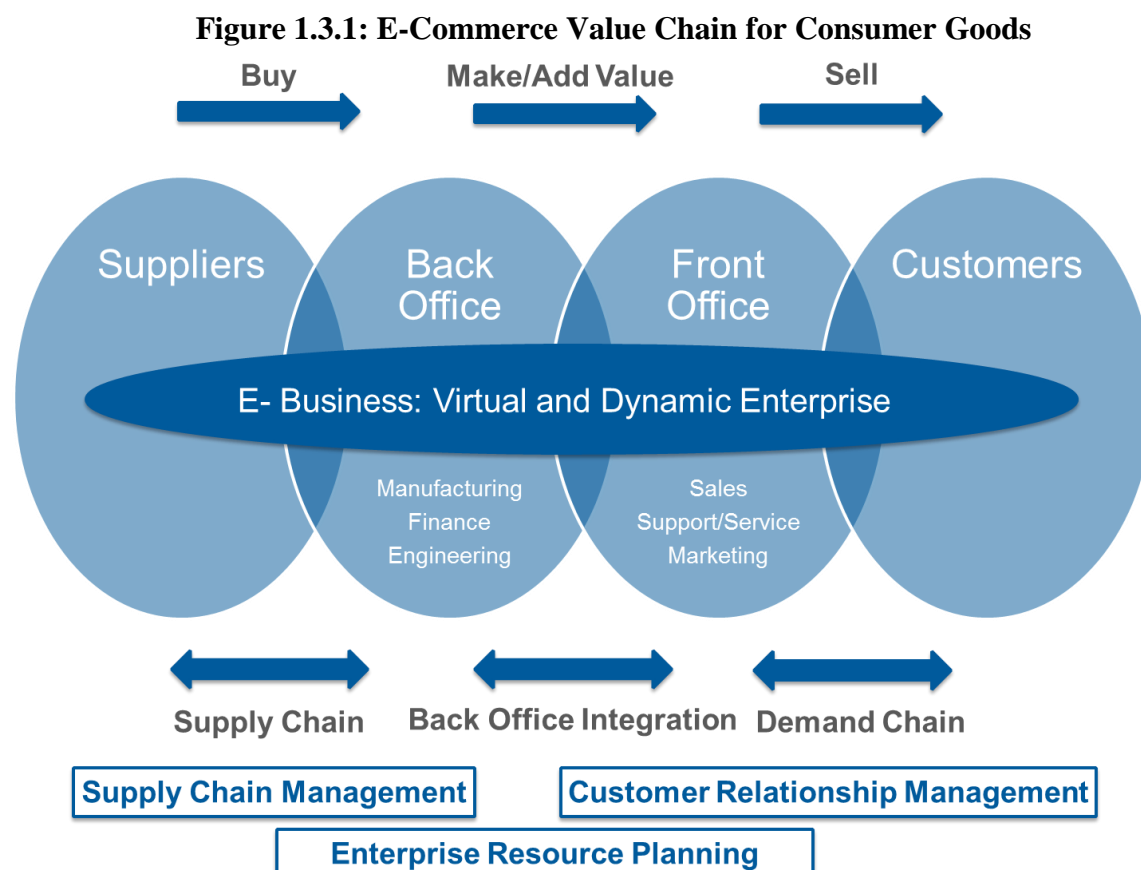 Figure 1.3.1: E-Commerce Value Chain for Consumer Goods
Buy
Make/Add Value
Sell
Suppliers
Back
Office
Front
Office
Customers
E- Business: Virtual and Dynamic Enterprise
Manufacturing
Finance
Engineering
Sales
Support/Service
Marketing
Supply Chain
Back Office Integration
Demand Chain
Supply Chain Management
Customer Relationship Management
Enterprise Resource Planning